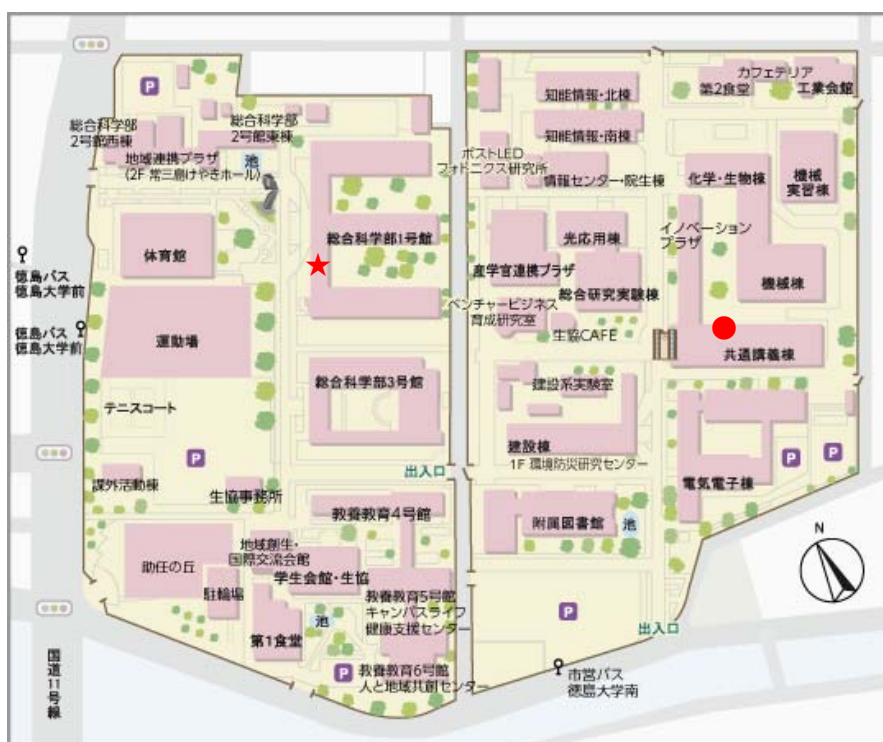 P
知能情報・北棟
カフェテリア
第2食堂
工業会館
総合科学部
2号館西棟
総合科学部
2号館東棟
知能情報・南棟
地域連携プラザ
(2F 常三島けやきホール)
池
ポストLED
フォトニクス研究所
情報センター・院生棟
化学・生物棟
機械
実習棟
総合科学部1号館
体育館
光応用棟
イノベーション
プラザ
徳島バス
徳島大学前
産学官連携プラザ
総合研究実験棟
機械棟
ベンチャービジネス
育成研究室
徳島バス
徳島大学前
運動場
生協CAFE
共通講義棟
総合科学部3号館
建設系実験室
テニスコート
建設棟
1F 環境防災研究センター
P
P
P
出入口
課外活動棟
生協事務所
電気電子棟
教養教育4号館
附属図書館
池
N
地域創生・
国際交流会館
助任の丘
学生会館・生協
駐輪場
教養教育5号館
キャンパスライフ
健康支援センター
P
池
第1食堂
出入口
国道11号線
P
教養教育6号館
人と地域共創センター
市営バス
徳島大学南